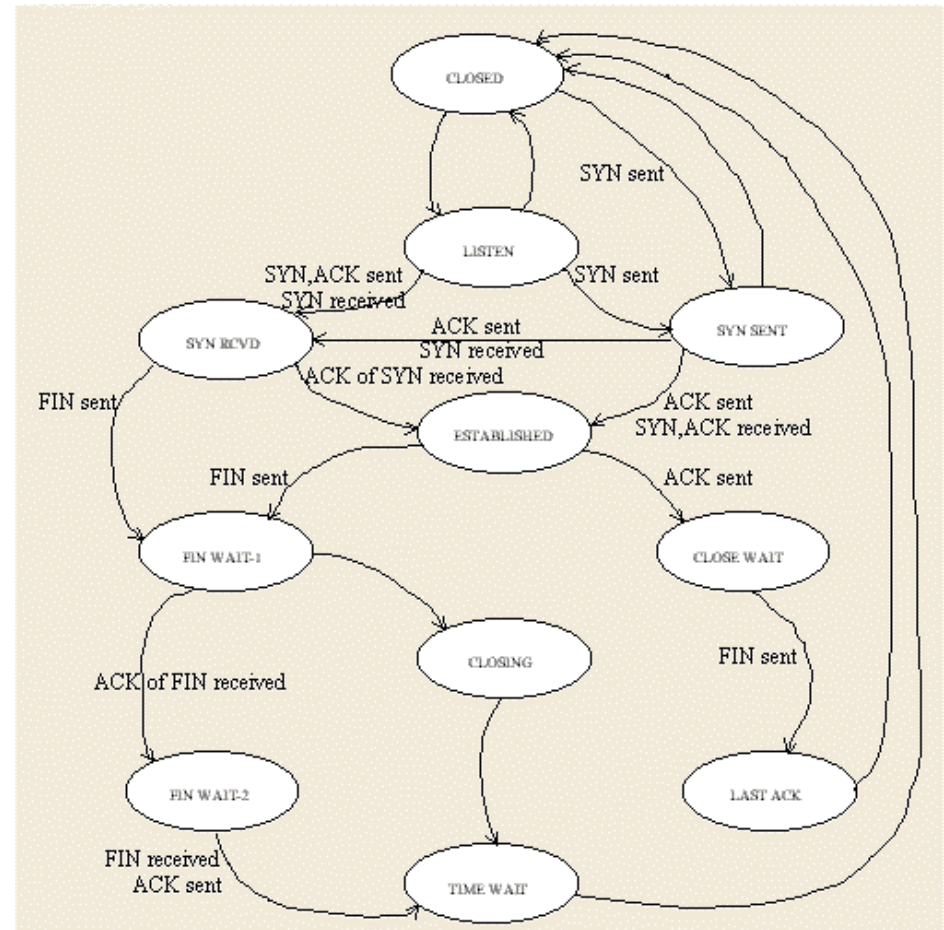 CLOSED
SYN sent
LISTEN
SYN,ACK sent
SYN received
SYN sent
SYN RCVD
ACK sent
SYN received
SYN SENT
ACK of SYN received
FIN sent
ACK sent
SYN,ACK received
ESTABLISHED
FIN sent
ACK sent
FIN WAIT-1
CLOSE WAIT
CLOSING
FIN sent
ACK of FIN received
FIN WAIT-2
LAST ACK
FIN received
ACK sent
TIME WAIT